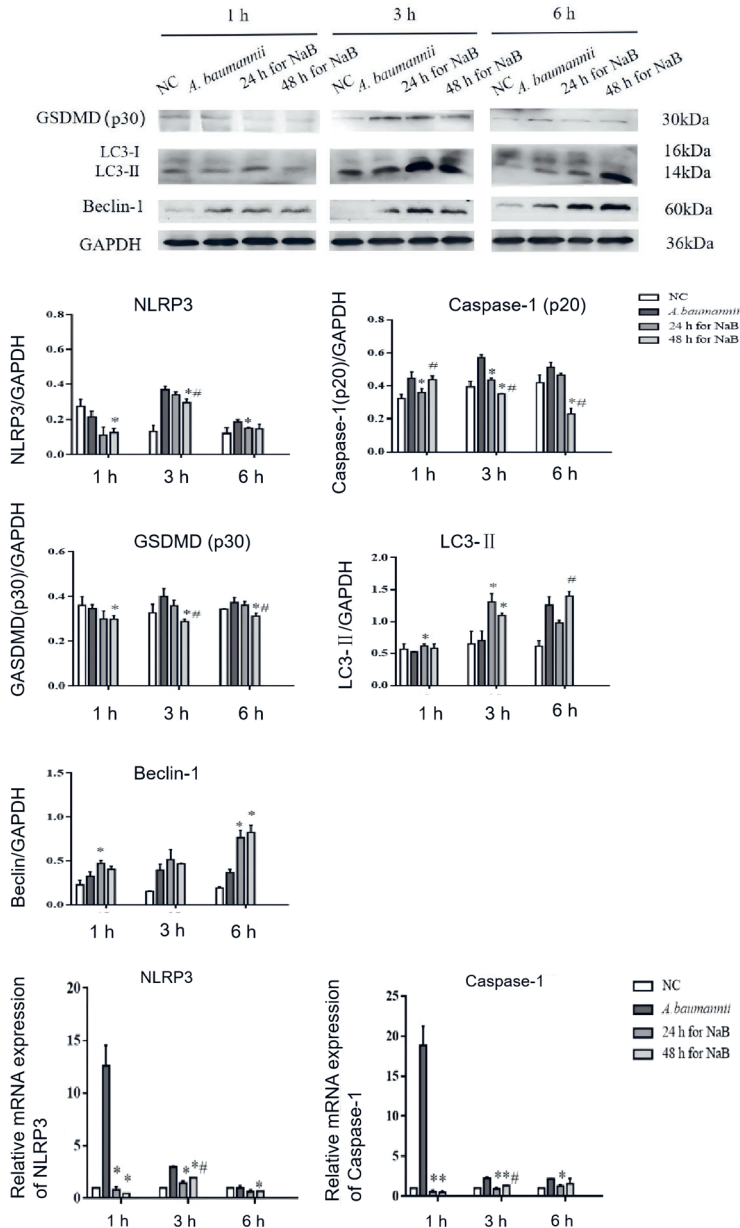 1 h 3 h 6 h
NC A. baumannii 24 h for NaB 48 h for NaB NC A. baumannii 24 h for NaB 48 h for NaB NC A. baumannii 24 h for NaB 48 h for NaB
GSDMD (p30) 30kDa
LC3-I 16kDa
LC3-II 14kDa
Beclin-1 60kDa
GAPDH 36kDa
NLRP3
NLRP3/GAPDH
0.8
0.6
0.4
0.2
0.0
* *# *
1 h 3 h 6 h
Caspase-1 (p20)
Caspase-1(p20)/GAPDH
0.8
0.6
0.4
0.2
0.0
* # * *# *#
1 h 3 h 6 h
NC
A.baumannii
24 h for NaB
48 h for NaB
GSDMD (p30)
GASDMD(p30)/GAPDH
0.6
0.4
0.2
0.0
* *# *#
1 h 3 h 6 h
LC3-Ⅱ
LC3-Ⅱ/GAPDH
2.0
1.5
1.0
0.5
0.0
* * * #
1 h 3 h 6 h
Beclin-1
Beclin/GAPDH
1.5
1.0
0.5
0.0
* * *
1 h 3 h 6 h
NLRP3
Relative mRNA expression
of NLRP3
20
15
10
5
0
* * * *# *
1 h 3 h 6 h
Caspase-1
Relative mRNA expression
of Caspase-1
25
20
15
10
5
0
** **# *
1 h 3 h 6 h
NC
A.baumannii
24 h for NaB
48 h for NaB